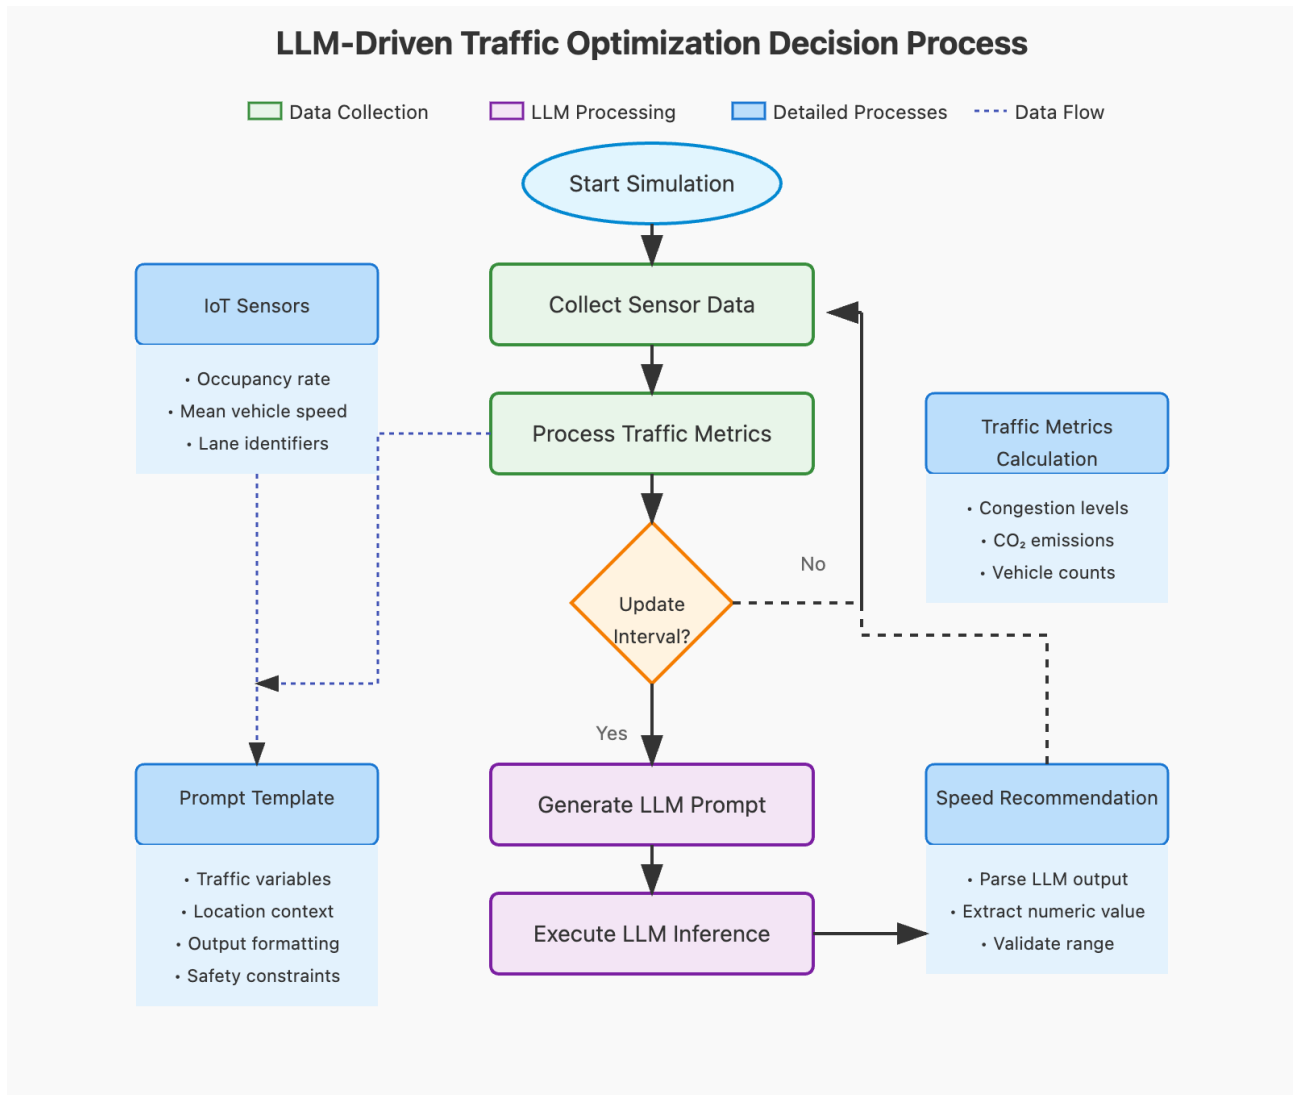 LLM-Driven Traffic Optimization Decision Process
Data Collection
LLM Processing
Detailed Processes
Data Flow
Start Simulation
IoT Sensors
• Occupancy rate
• Mean vehicle speed
• Lane identifiers
Collect Sensor Data
Process Traffic Metrics
Traffic Metrics
Calculation
• Congestion levels
• CO₂ emissions
• Vehicle counts
Update
Interval?
No
Yes
Prompt Template
• Traffic variables
• Location context
• Output formatting
• Safety constraints
Generate LLM Prompt
Execute LLM Inference
Speed Recommendation
• Parse LLM output
• Extract numeric value
• Validate range